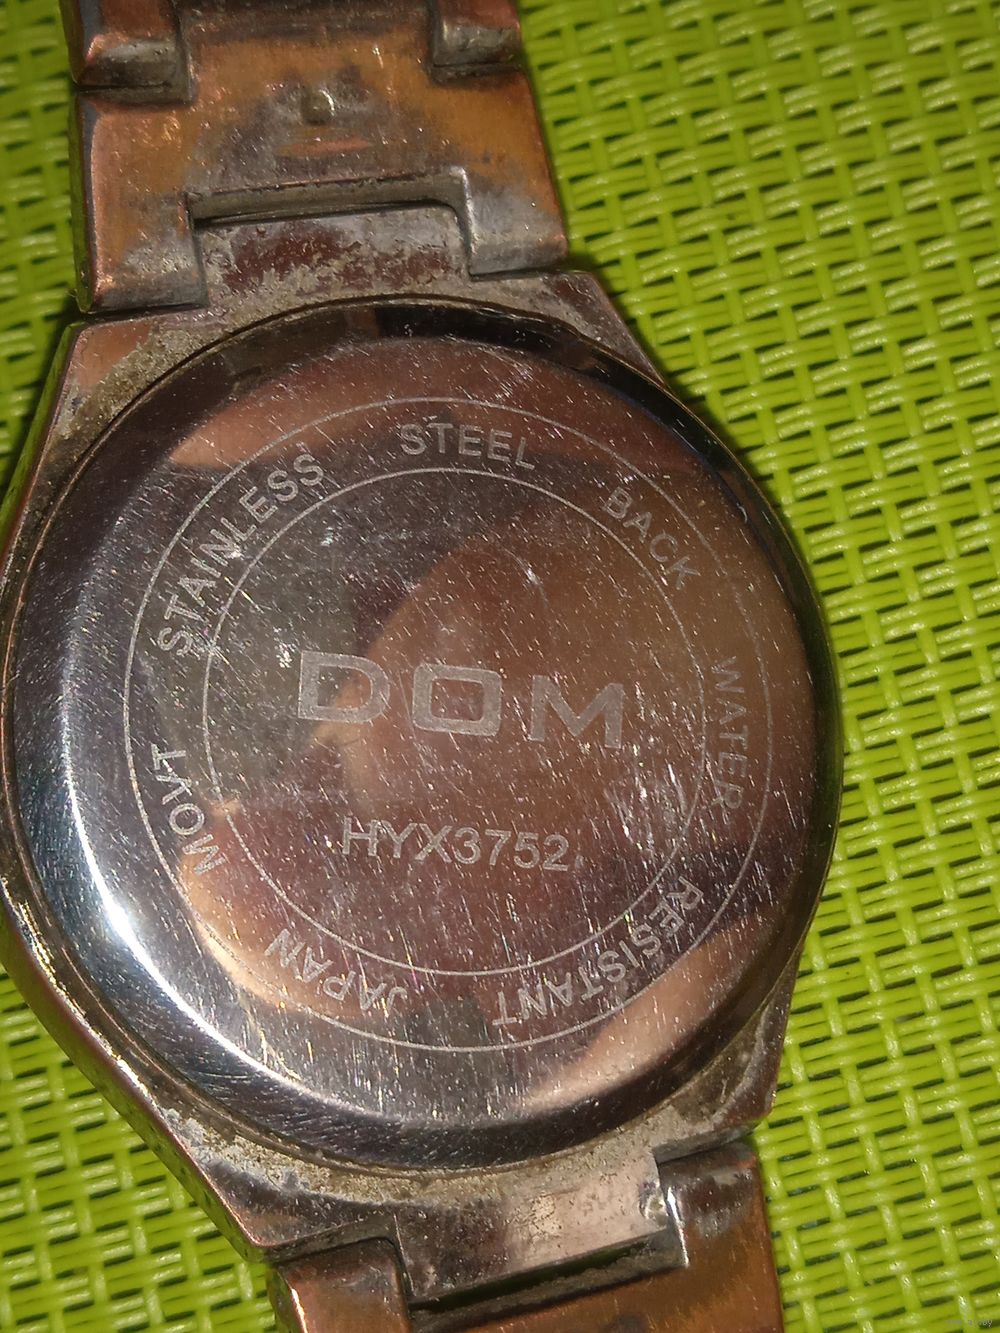 STAINLESS STEEL BACK WATER RESISTANT JAPAN MOVT
DOM
HYX3752